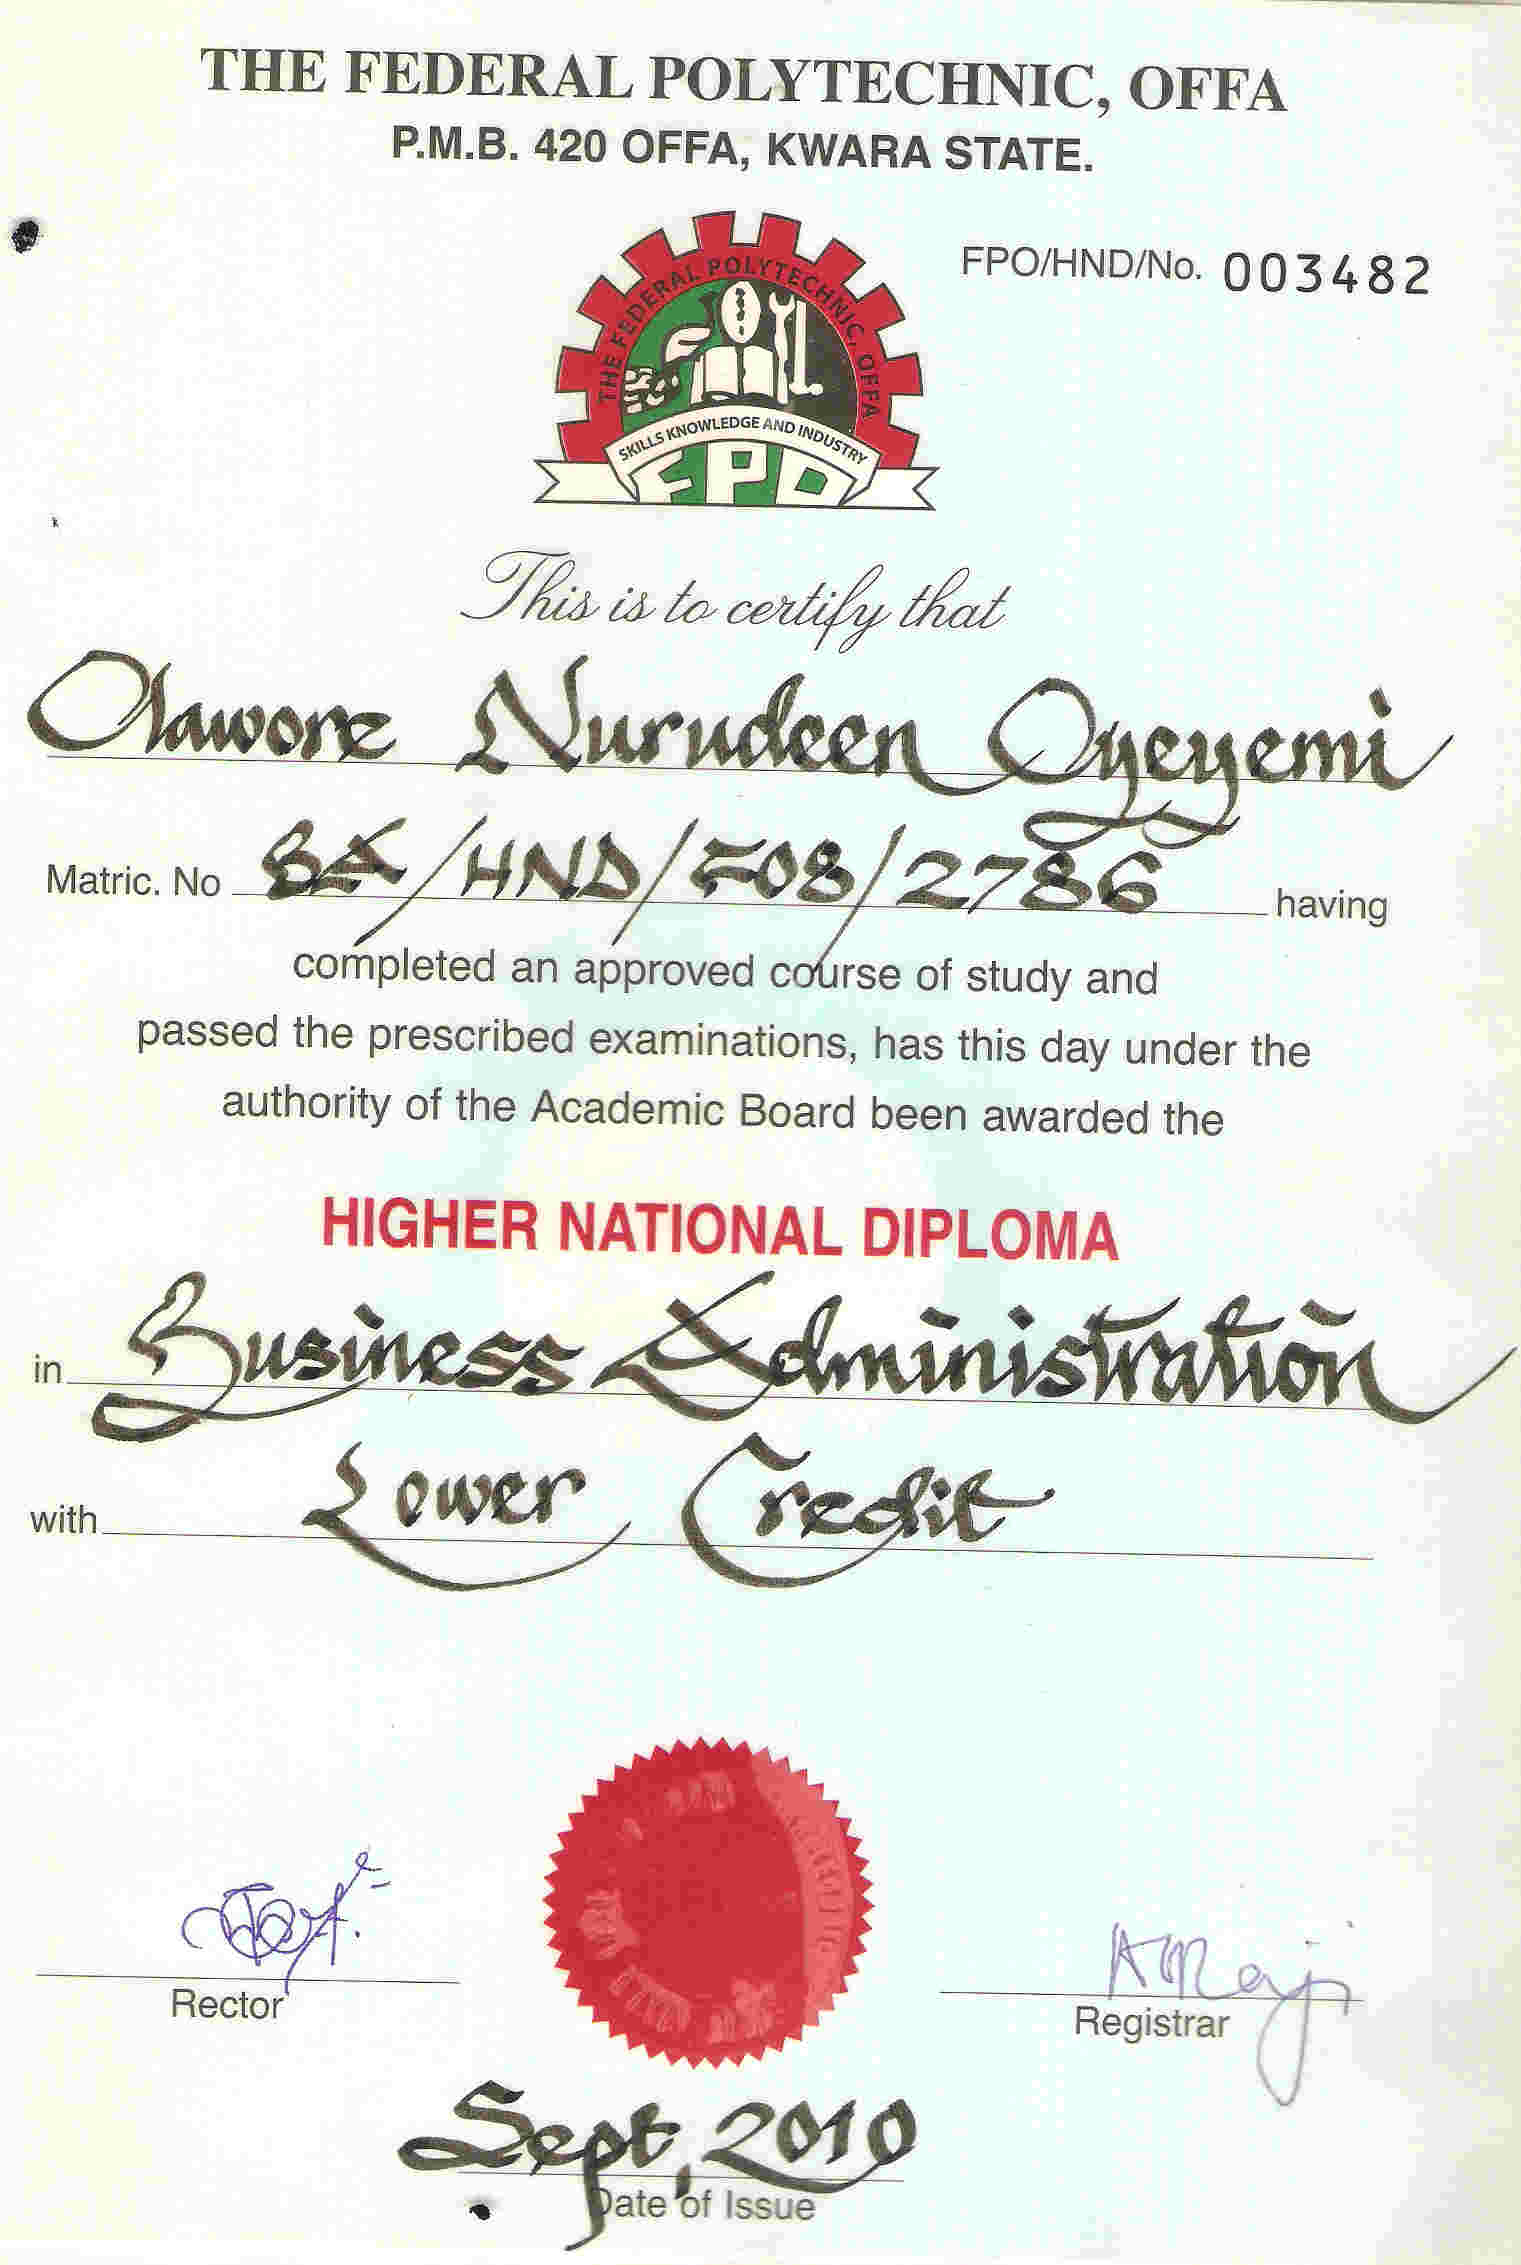 THE FEDERAL POLYTECHNIC, OFFA
P.M.B. 420 OFFA, KWARA STATE.
FPO/HND/No. 003482
THE FEDERAL POLYTECHNIC, OFFA
SKILLS KNOWLEDGE AND INDUSTRY
FPO
This is to certify that
Olawore Nurudeen Oyeyemi
Matric. No BA/HND/F08/2786 having
completed an approved course of study and
passed the prescribed examinations, has this day under the
authority of the Academic Board been awarded the
HIGHER NATIONAL DIPLOMA
in Business Administration
with Lower Credit
Rector
Registrar
Sept, 2010
Date of Issue